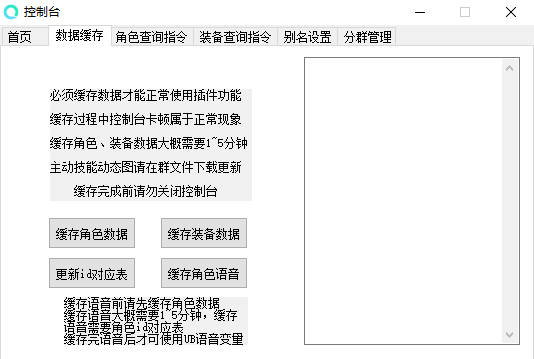 控制台
首页 数据缓存 角色查询指令 装备查询指令 别名设置 分群管理
必须缓存数据才能正常使用插件功能
缓存过程中控制台卡顿属于正常现象
缓存角色、装备数据大概需要1~5分钟
主动技能动态图请在群文件下载更新
缓存完成前请勿关闭控制台
缓存角色数据 缓存装备数据
更新id对应表 缓存角色语音
缓存语音前请先缓存角色数据
缓存语音大概需要1~5分钟，缓存
语音需要角色id对应表
缓存完语音后才可使用UB语音变量